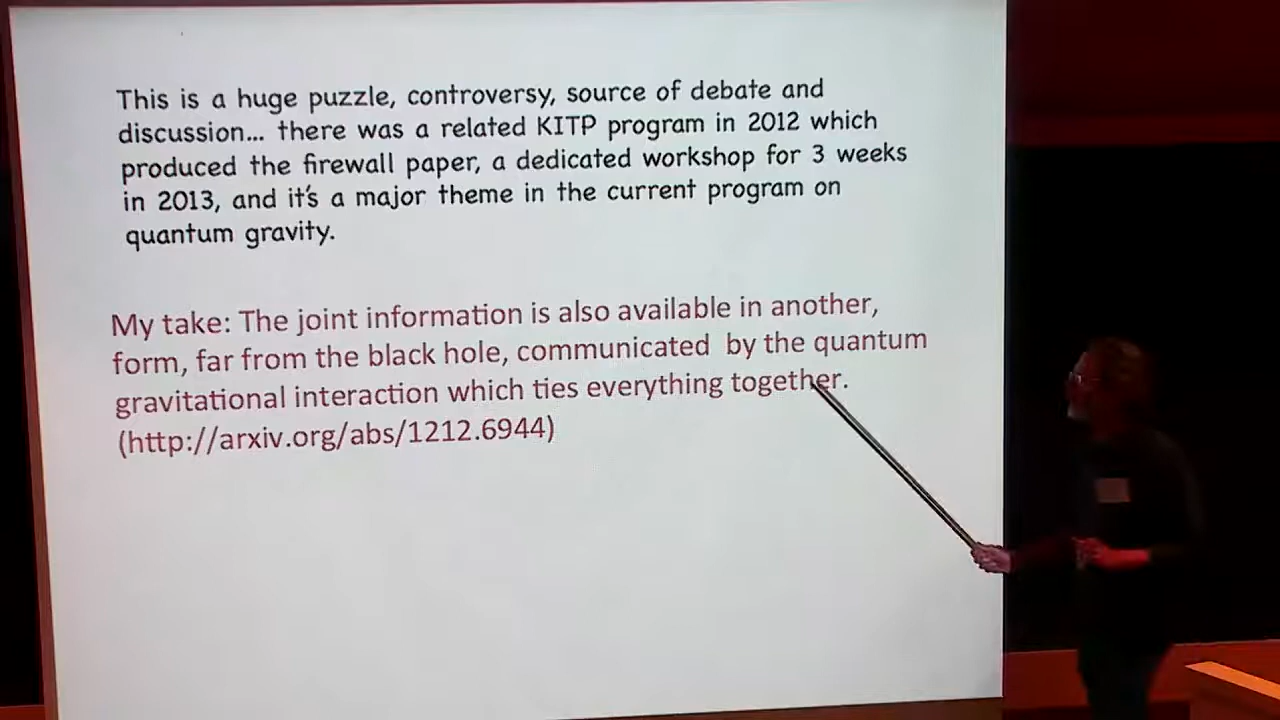 This is a huge puzzle, controversy, source of debate and
discussion... there was a related KITP program in 2012 which
produced the firewall paper, a dedicated workshop for 3 weeks
in 2013, and it's a major theme in the current program on
quantum gravity.
My take: The joint information is also available in another,
form, far from the black hole, communicated by the quantum
gravitational interaction which ties everything together.
(http://arxiv.org/abs/1212.6944)